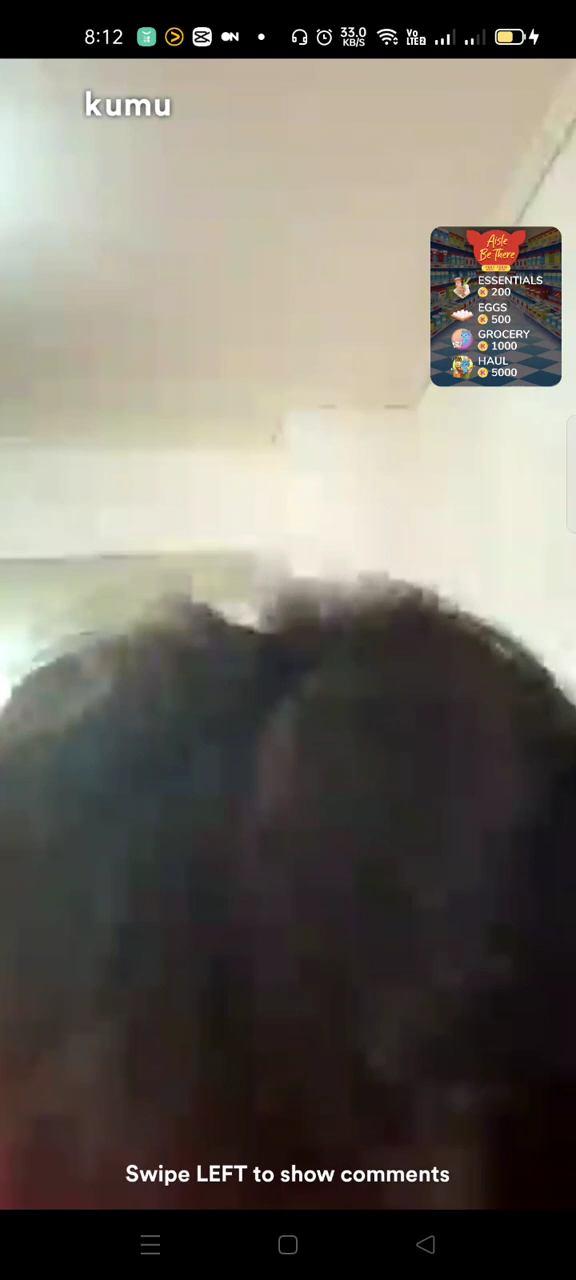 8:12
ON
33.0
KB/S
Vo
LTE2
kumu
Aisle
Be There
ESSENTIALS
200
EGGS
500
GROCERY
1000
HAUL
5000
Swipe LEFT to show comments